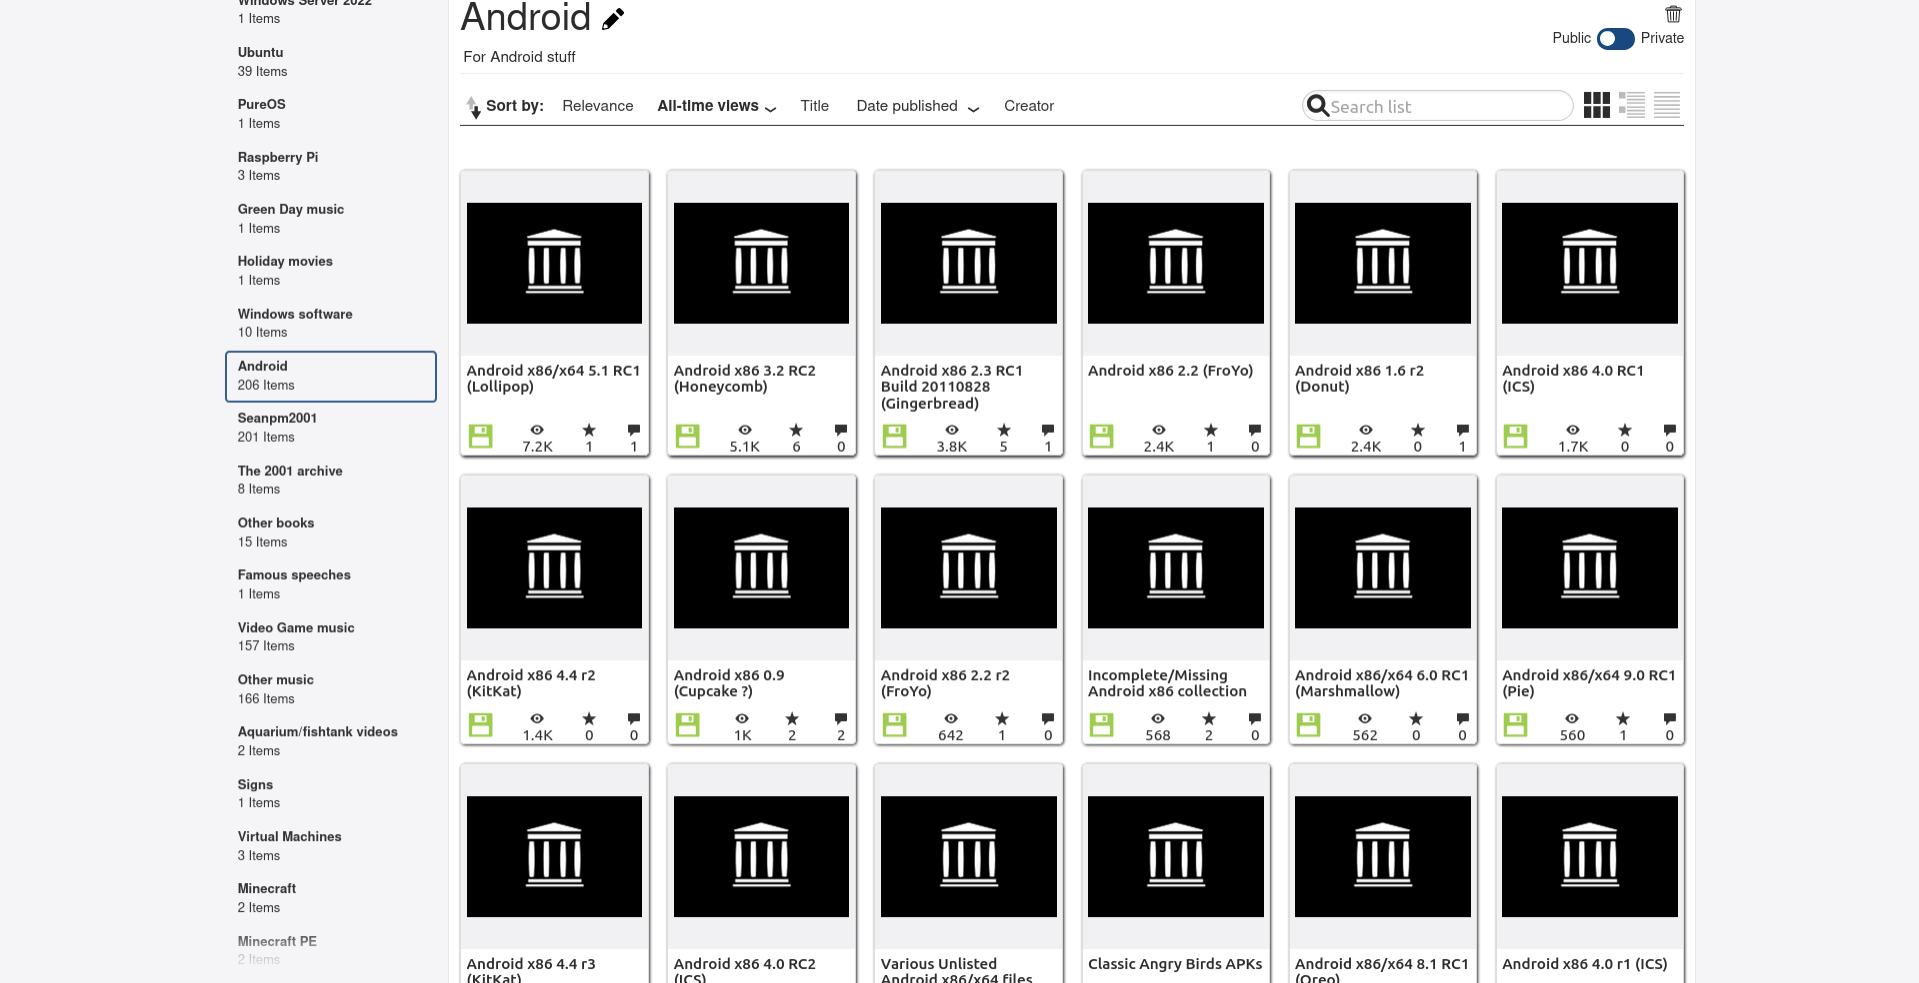 Windows Server 2022
1 Items
Ubuntu
39 Items
PureOS
1 Items
Raspberry Pi
3 Items
Green Day music
1 Items
Holiday movies
1 Items
Windows software
10 Items
Android
206 Items
Seanpm2001
201 Items
The 2001 archive
8 Items
Other books
15 Items
Famous speeches
1 Items
Video Game music
157 Items
Other music
166 Items
Aquarium/fishtank videos
2 Items
Signs
1 Items
Virtual Machines
3 Items
Minecraft
2 Items
Minecraft PE
2 Items
Android
Public Private
For Android stuff
Sort by: Relevance All-time views Title Date published Creator Search list
Android x86/x64 5.1 RC1
(Lollipop)
7.2K 1 1
Android x86 3.2 RC2
(Honeycomb)
5.1K 6 0
Android x86 2.3 RC1
Build 20110828
(Gingerbread)
3.8K 5 1
Android x86 2.2 (FroYo)
2.4K 1 0
Android x86 1.6 r2
(Donut)
2.4K 0 1
Android x86 4.0 RC1
(ICS)
1.7K 0 0
Android x86 4.4 r2
(KitKat)
1.4K 0 0
Android x86 0.9
(Cupcake ?)
1K 2 2
Android x86 2.2 r2
(FroYo)
642 1 0
Incomplete/Missing
Android x86 collection
568 2 0
Android x86/x64 6.0 RC1
(Marshmallow)
562 0 0
Android x86/x64 9.0 RC1
(Pie)
560 1 0
Android x86 4.4 r3
(KitKat)
Android x86 4.0 RC2
(ICS)
Various Unlisted
Android x86/x64 files
Classic Angry Birds APKs
Android x86/x64 8.1 RC1
(Oreo)
Android x86 4.0 r1 (ICS)